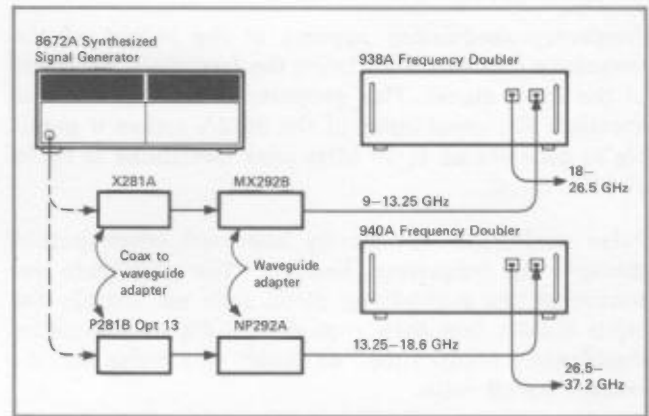 8672A Synthesized
Signal Generator
938A Frequency Doubler
X281A
MX292B
9–13.25 GHz
18–
26.5 GHz
940A Frequency Doubler
Coax to
waveguide
adapter
Waveguide
adapter
P281B Opt 13
NP292A
13.25–18.6 GHz
26.5–
37.2 GHz